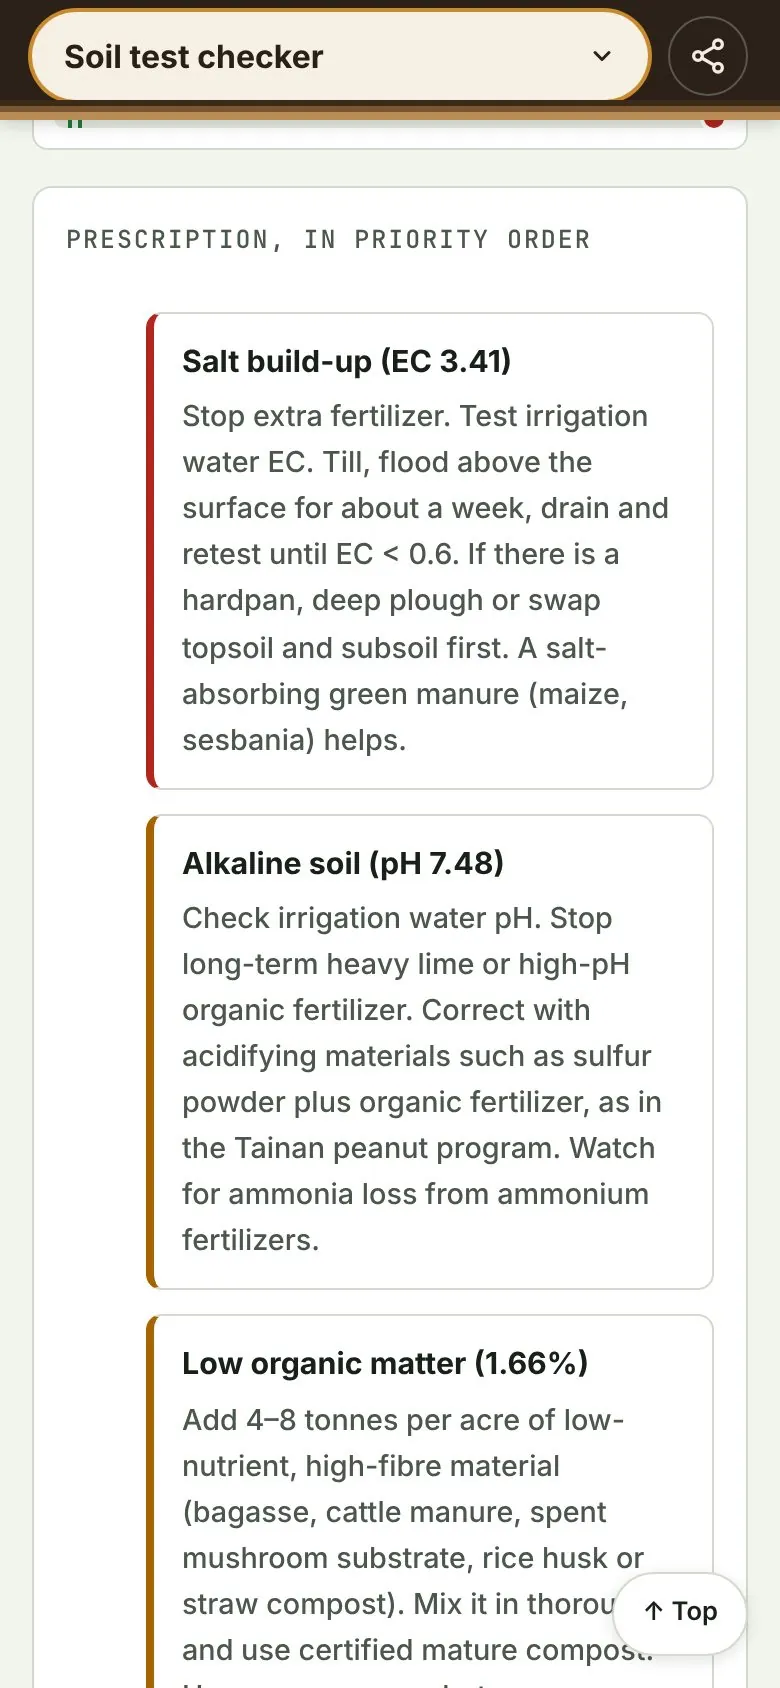 Soil test checker
PRESCRIPTION, IN PRIORITY ORDER
Salt build-up (EC 3.41)
Stop extra fertilizer. Test irrigation
water EC. Till, flood above the
surface for about a week, drain and
retest until EC < 0.6. If there is a
hardpan, deep plough or swap
topsoil and subsoil first. A salt-
absorbing green manure (maize,
sesbania) helps.
Alkaline soil (pH 7.48)
Check irrigation water pH. Stop
long-term heavy lime or high-pH
organic fertilizer. Correct with
acidifying materials such as sulfur
powder plus organic fertilizer, as in
the Tainan peanut program. Watch
for ammonia loss from ammonium
fertilizers.
Low organic matter (1.66%)
Add 4–8 tonnes per acre of low-
nutrient, high-fibre material
(bagasse, cattle manure, spent
mushroom substrate, rice husk or
straw compost). Mix it in thorou
↑ Top
and use certified mature compost.